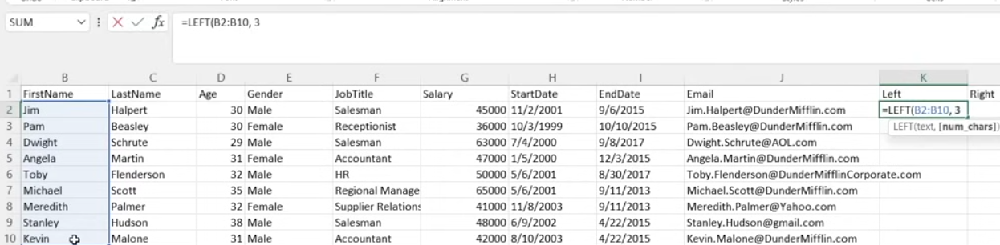 SUM fx =LEFT(B2:B10, 3
B C D E F G H I J K
1 FirstName LastName Age Gender JobTitle Salary StartDate EndDate Email Left Right
2 Jim Halpert 30 Male Salesman 45000 11/2/2001 9/6/2015 Jim.Halpert@DunderMifflin.com =LEFT(B2:B10, 3
3 Pam Beasley 30 Female Receptionist 36000 10/3/1999 10/10/2015 Pam.Beasley@DunderMifflin.com LEFT(text, [num_chars])
4 Dwight Schrute 29 Male Salesman 63000 7/4/2000 9/8/2017 Dwight.Schrute@AOL.com
5 Angela Martin 31 Female Accountant 47000 1/5/2000 12/3/2015 Angela.Martin@DunderMifflin.com
6 Toby Flenderson 32 Male HR 50000 5/6/2001 8/30/2017 Toby.Flenderson@DunderMifflinCorporate.com
7 Michael Scott 35 Male Regional Manage 65000 5/6/2001 9/11/2013 Michael.Scott@DunderMifflin.com
8 Meredith Palmer 32 Female Supplier Relations 41000 11/8/2003 9/11/2013 Meredith.Palmer@Yahoo.com
9 Stanley Hudson 38 Male Salesman 48000 6/9/2002 4/22/2015 Stanley.Hudson@gmail.com
10 Kevin Malone 31 Male Accountant 42000 8/10/2003 4/22/2015 Kevin.Malone@DunderMifflin.com